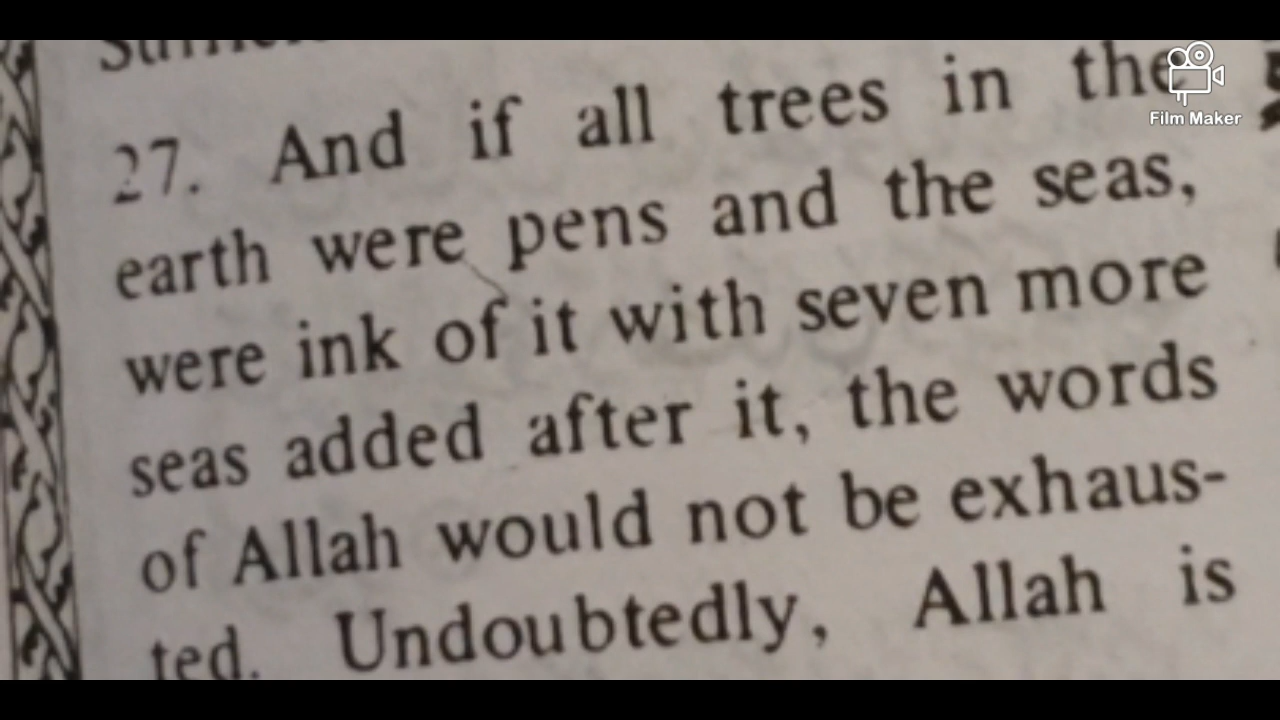 27. And if all trees in the
earth were pens and the seas,
were ink of it with seven more
seas added after it, the words
of Allah would not be exhaus-
ted. Undoubtedly, Allah is
Film Maker